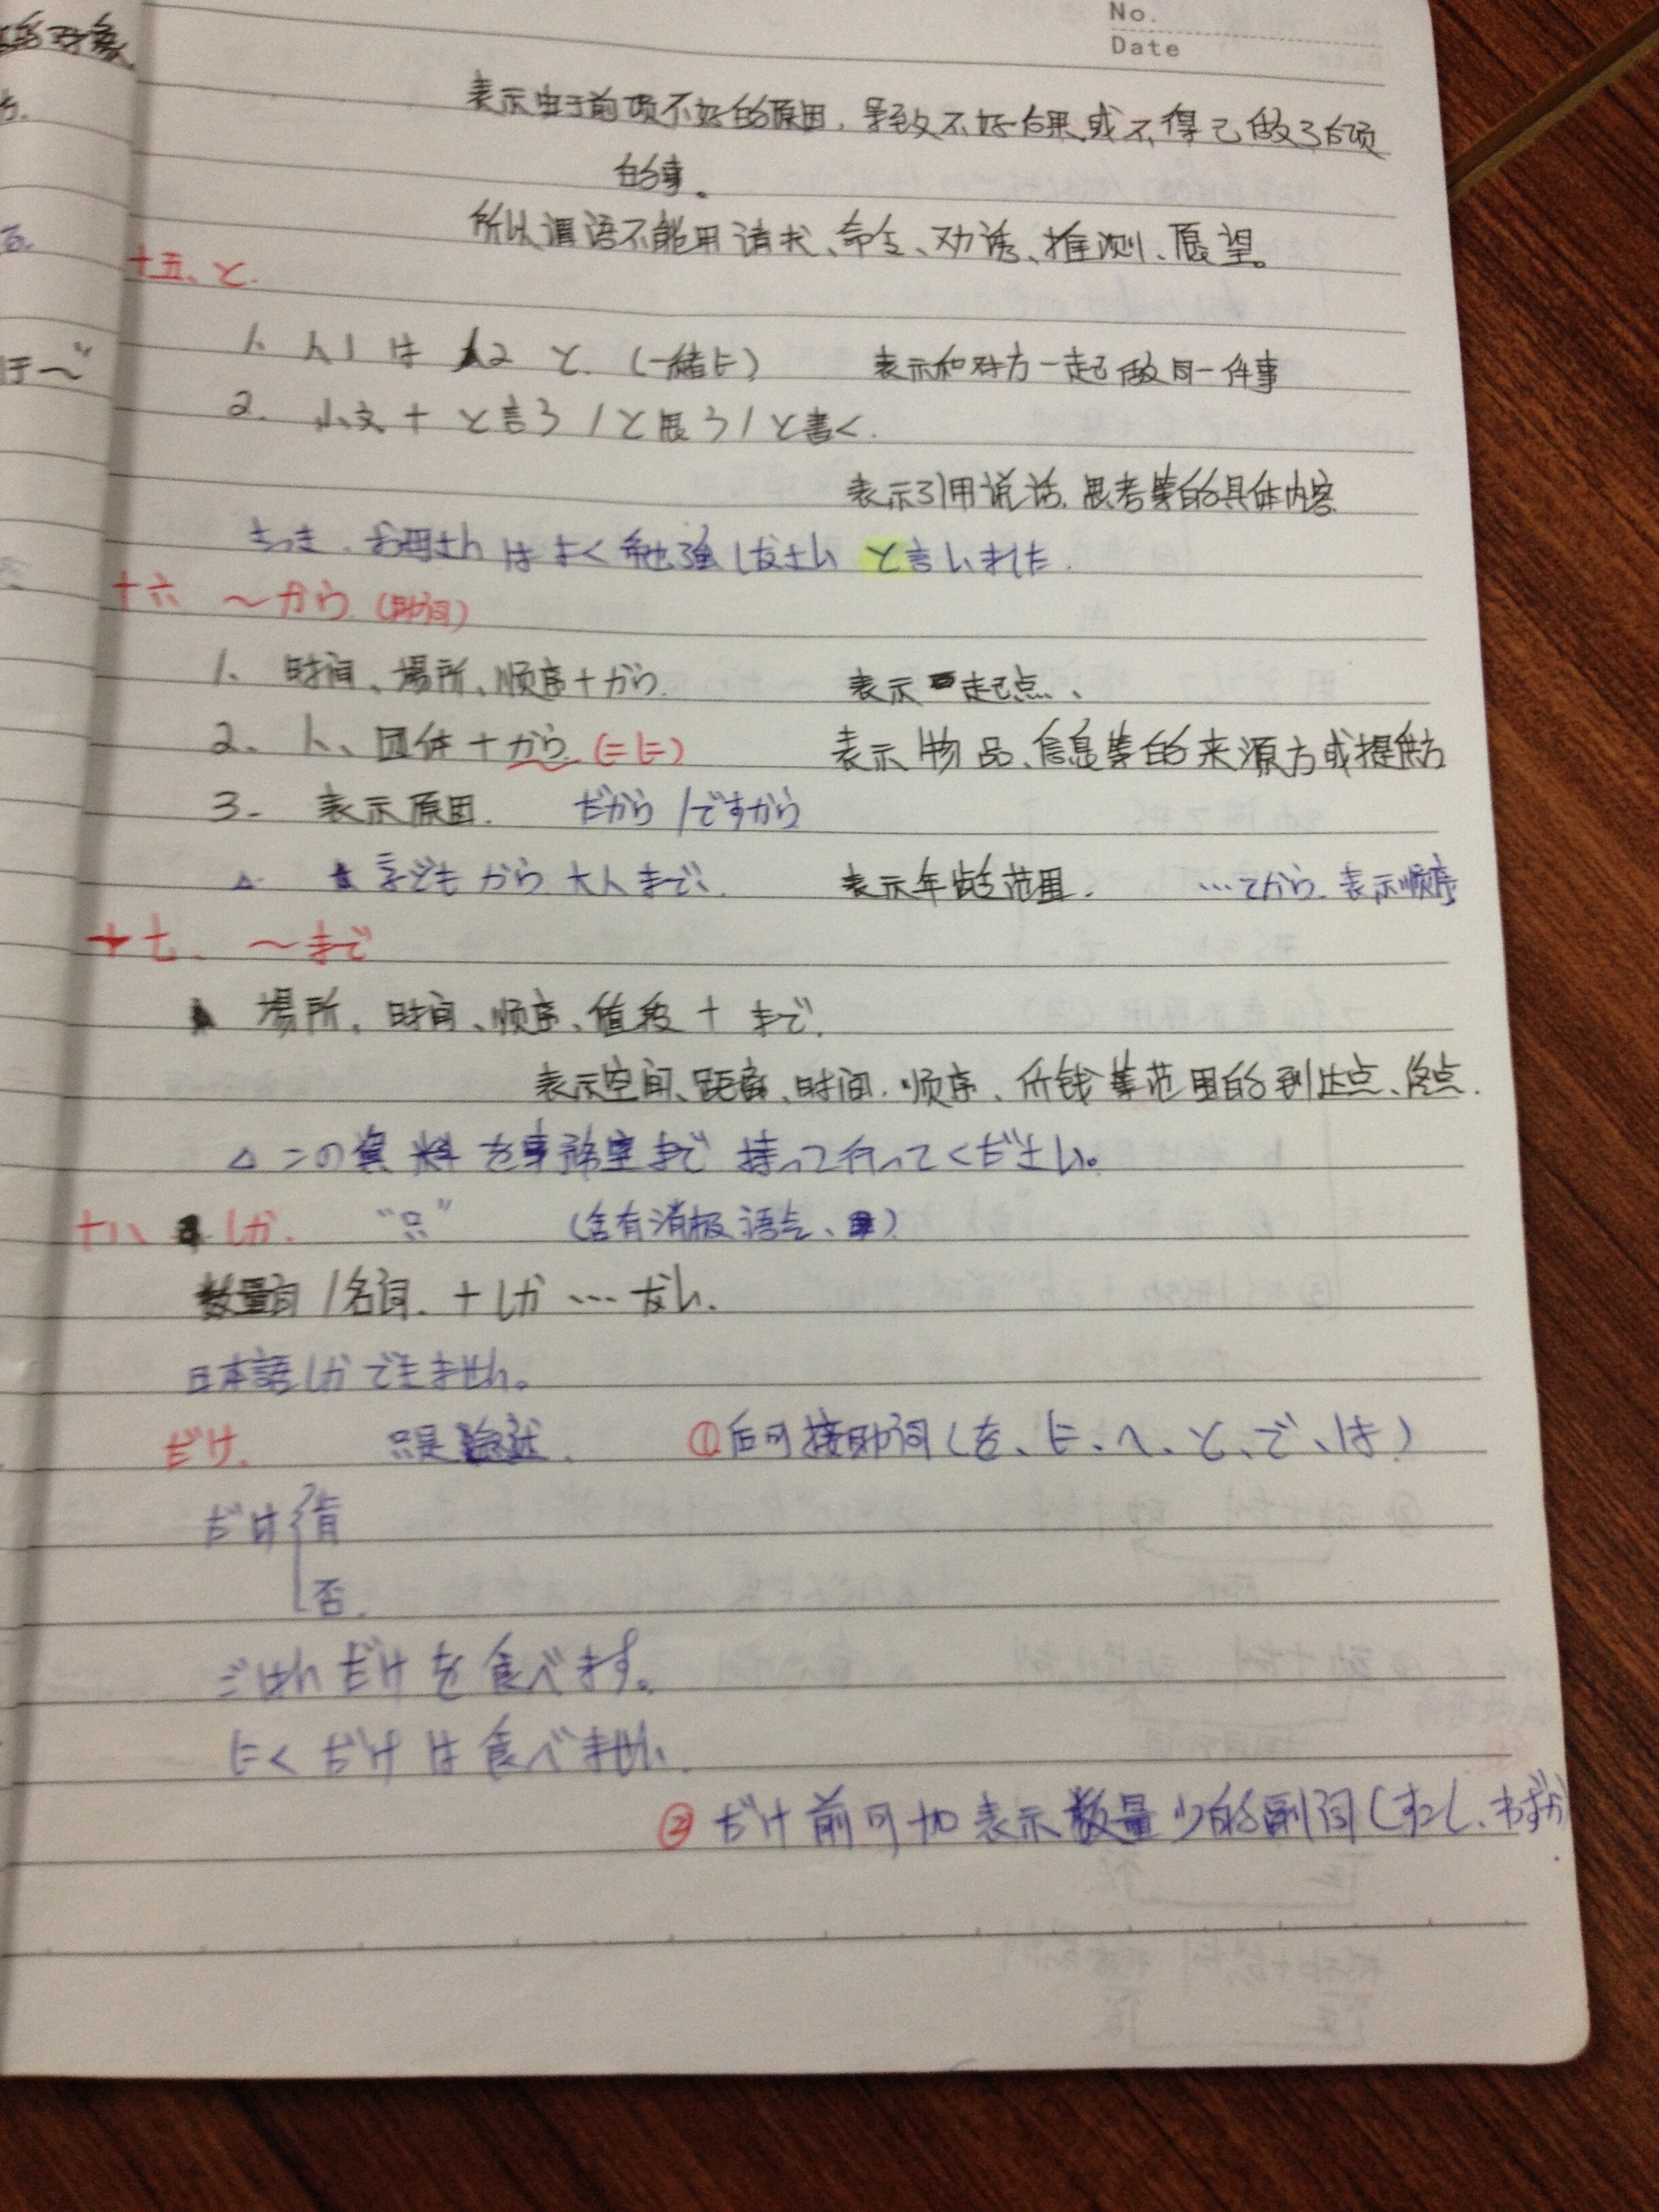 No.
Date
表示由于前项不好的原因，导致不好后果或不得已做了后项
的事。
所以谓语不能用请求、命令、劝诱、推测、愿望。
十五、と.
1. 人1 は 人2 と.（一緒に） 表示和对方一起做同一件事
2. 小文 + と言う / と思う / と書く.
表示引用说话.思考等的具体内容
さっき. お母さんはよく勉強しなさい と言いました.
十六 ～から (助词)
1. 时间、場所、顺序+から. 表示起点、
2. 人、团体+から (=に) 表示物品、信息等的来源方或提供方
3. 表示原因. だから /ですから
△ 子ども から 大人まで、 表示年龄范围. …てから. 表示顺序
十七、～まで
場所、时间、顺序、值段 + まで.
表示空间、距离、时间.顺序、价钱等范围的到达点、终点.
△ この資料を事務室まで 持って行ってください。
十八、しか. “只” （含有消极语气、）
数量词 /名词. +しか … ない.
日本語しかできません。
だけ. 只是 ①后可接助词（を、に、へ、と、で、は）
だけ 肯
否.
ごはんだけを食べます。
にくだけは食べません.
② だけ前可加表示数量少的副词（すこし、わずか）